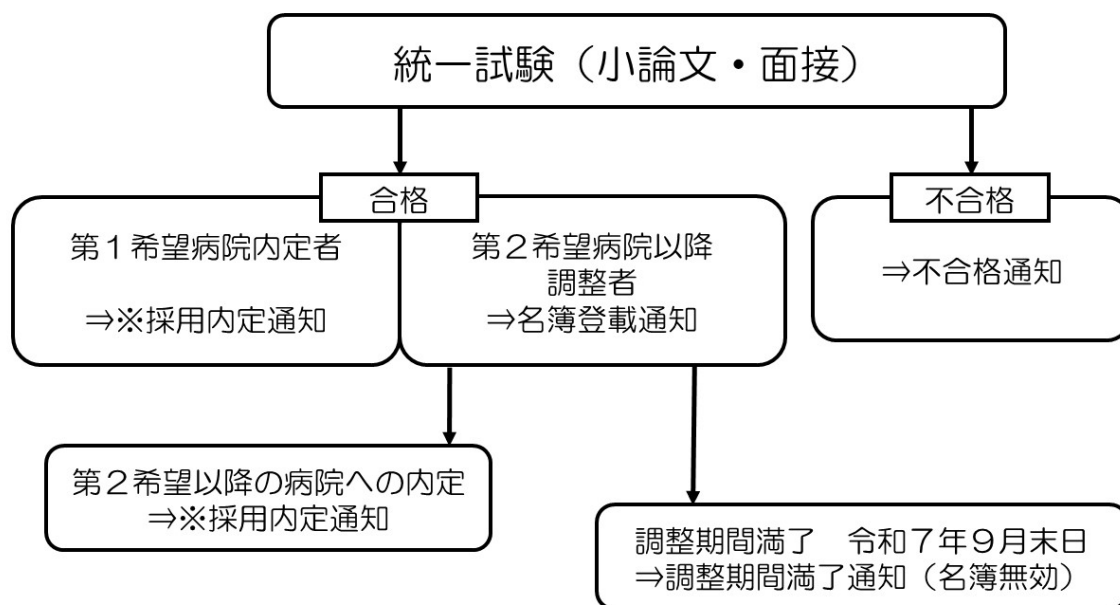 統一試験（小論文・面接）
合格
不合格
第１希望病院内定者
⇒※採用内定通知
第２希望病院以降
調整者
⇒名簿登載通知
⇒不合格通知
第２希望以降の病院への内定
⇒※採用内定通知
調整期間満了　令和７年９月末日
⇒調整期間満了通知（名簿無効）